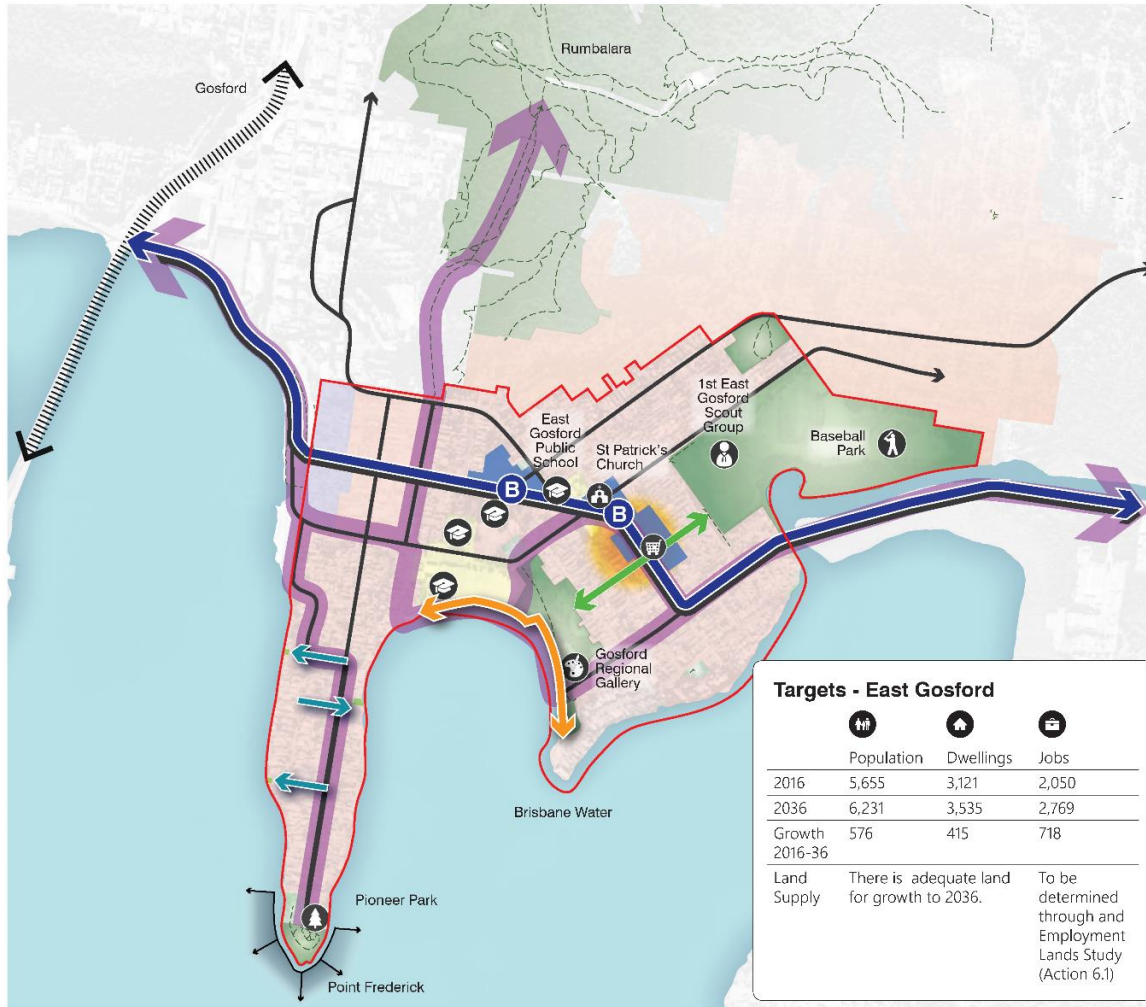 Rumbalara
Gosford
1st East
Gosford
Scout
Group
East
Gosford
Public
School
St Patrick's
Church
Baseball
Park
B
B
Gosford
Regional
Gallery
Brisbane Water
Pioneer Park
Point Frederick
Targets - East Gosford
Population Dwellings Jobs
2016 5,655 3,121 2,050
2036 6,231 3,535 2,769
Growth 576 415 718
2016-36
Land There is adequate land To be
Supply for growth to 2036. determined
through and
Employment
Lands Study
(Action 6.1)